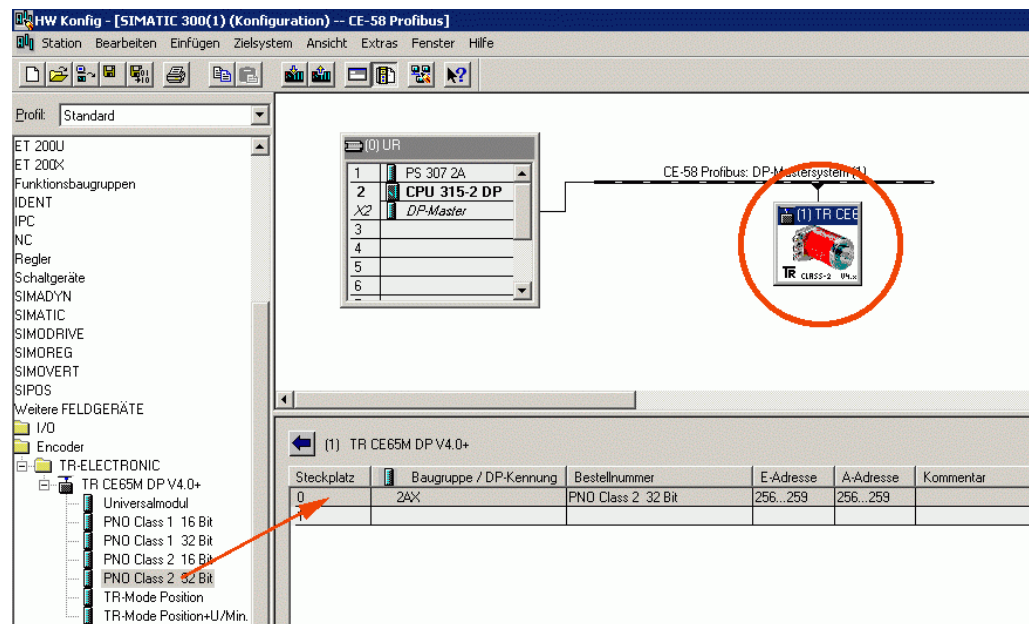 HW Konfig - [SIMATIC 300(1) (Konfiguration) -- CE-58 Profibus]
Station Bearbeiten Einfügen Zielsystem Ansicht Extras Fenster Hilfe
Profil: Standard
ET 200U
ET 200X
Funktionsbaugruppen
IDENT
IPC
NC
Regler
Schaltgeräte
SIMADYN
SIMATIC
SIMODRIVE
SIMOREG
SIMOVERT
SIPOS
Weitere FELDGERÄTE
I/O
Encoder
TR-ELECTRONIC
TR CE65M DP V4.0+
Universalmodul
PNO Class 1 16 Bit
PNO Class 1 32 Bit
PNO Class 2 16 Bit
PNO Class 2 32 Bit
TR-Mode Position
TR-Mode Position+U/Min.
(0) UR
1 PS 307 2A
2 CPU 315-2 DP
X2 DP-Master
3
4
5
6
CE-58 Profibus: DP-Mastersystem (1)
(1) TR CE6
TR CLASS-2 V4.x
(1) TR CE65M DP V4.0+
Steckplatz Baugruppe / DP-Kennung Bestellnummer E-Adresse A-Adresse Kommentar
0 2AX PNO Class 2 32 Bit 256...259 256...259
1